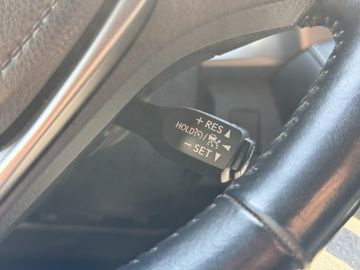 + RES ▲
HOLD / ◄
− SET ▼